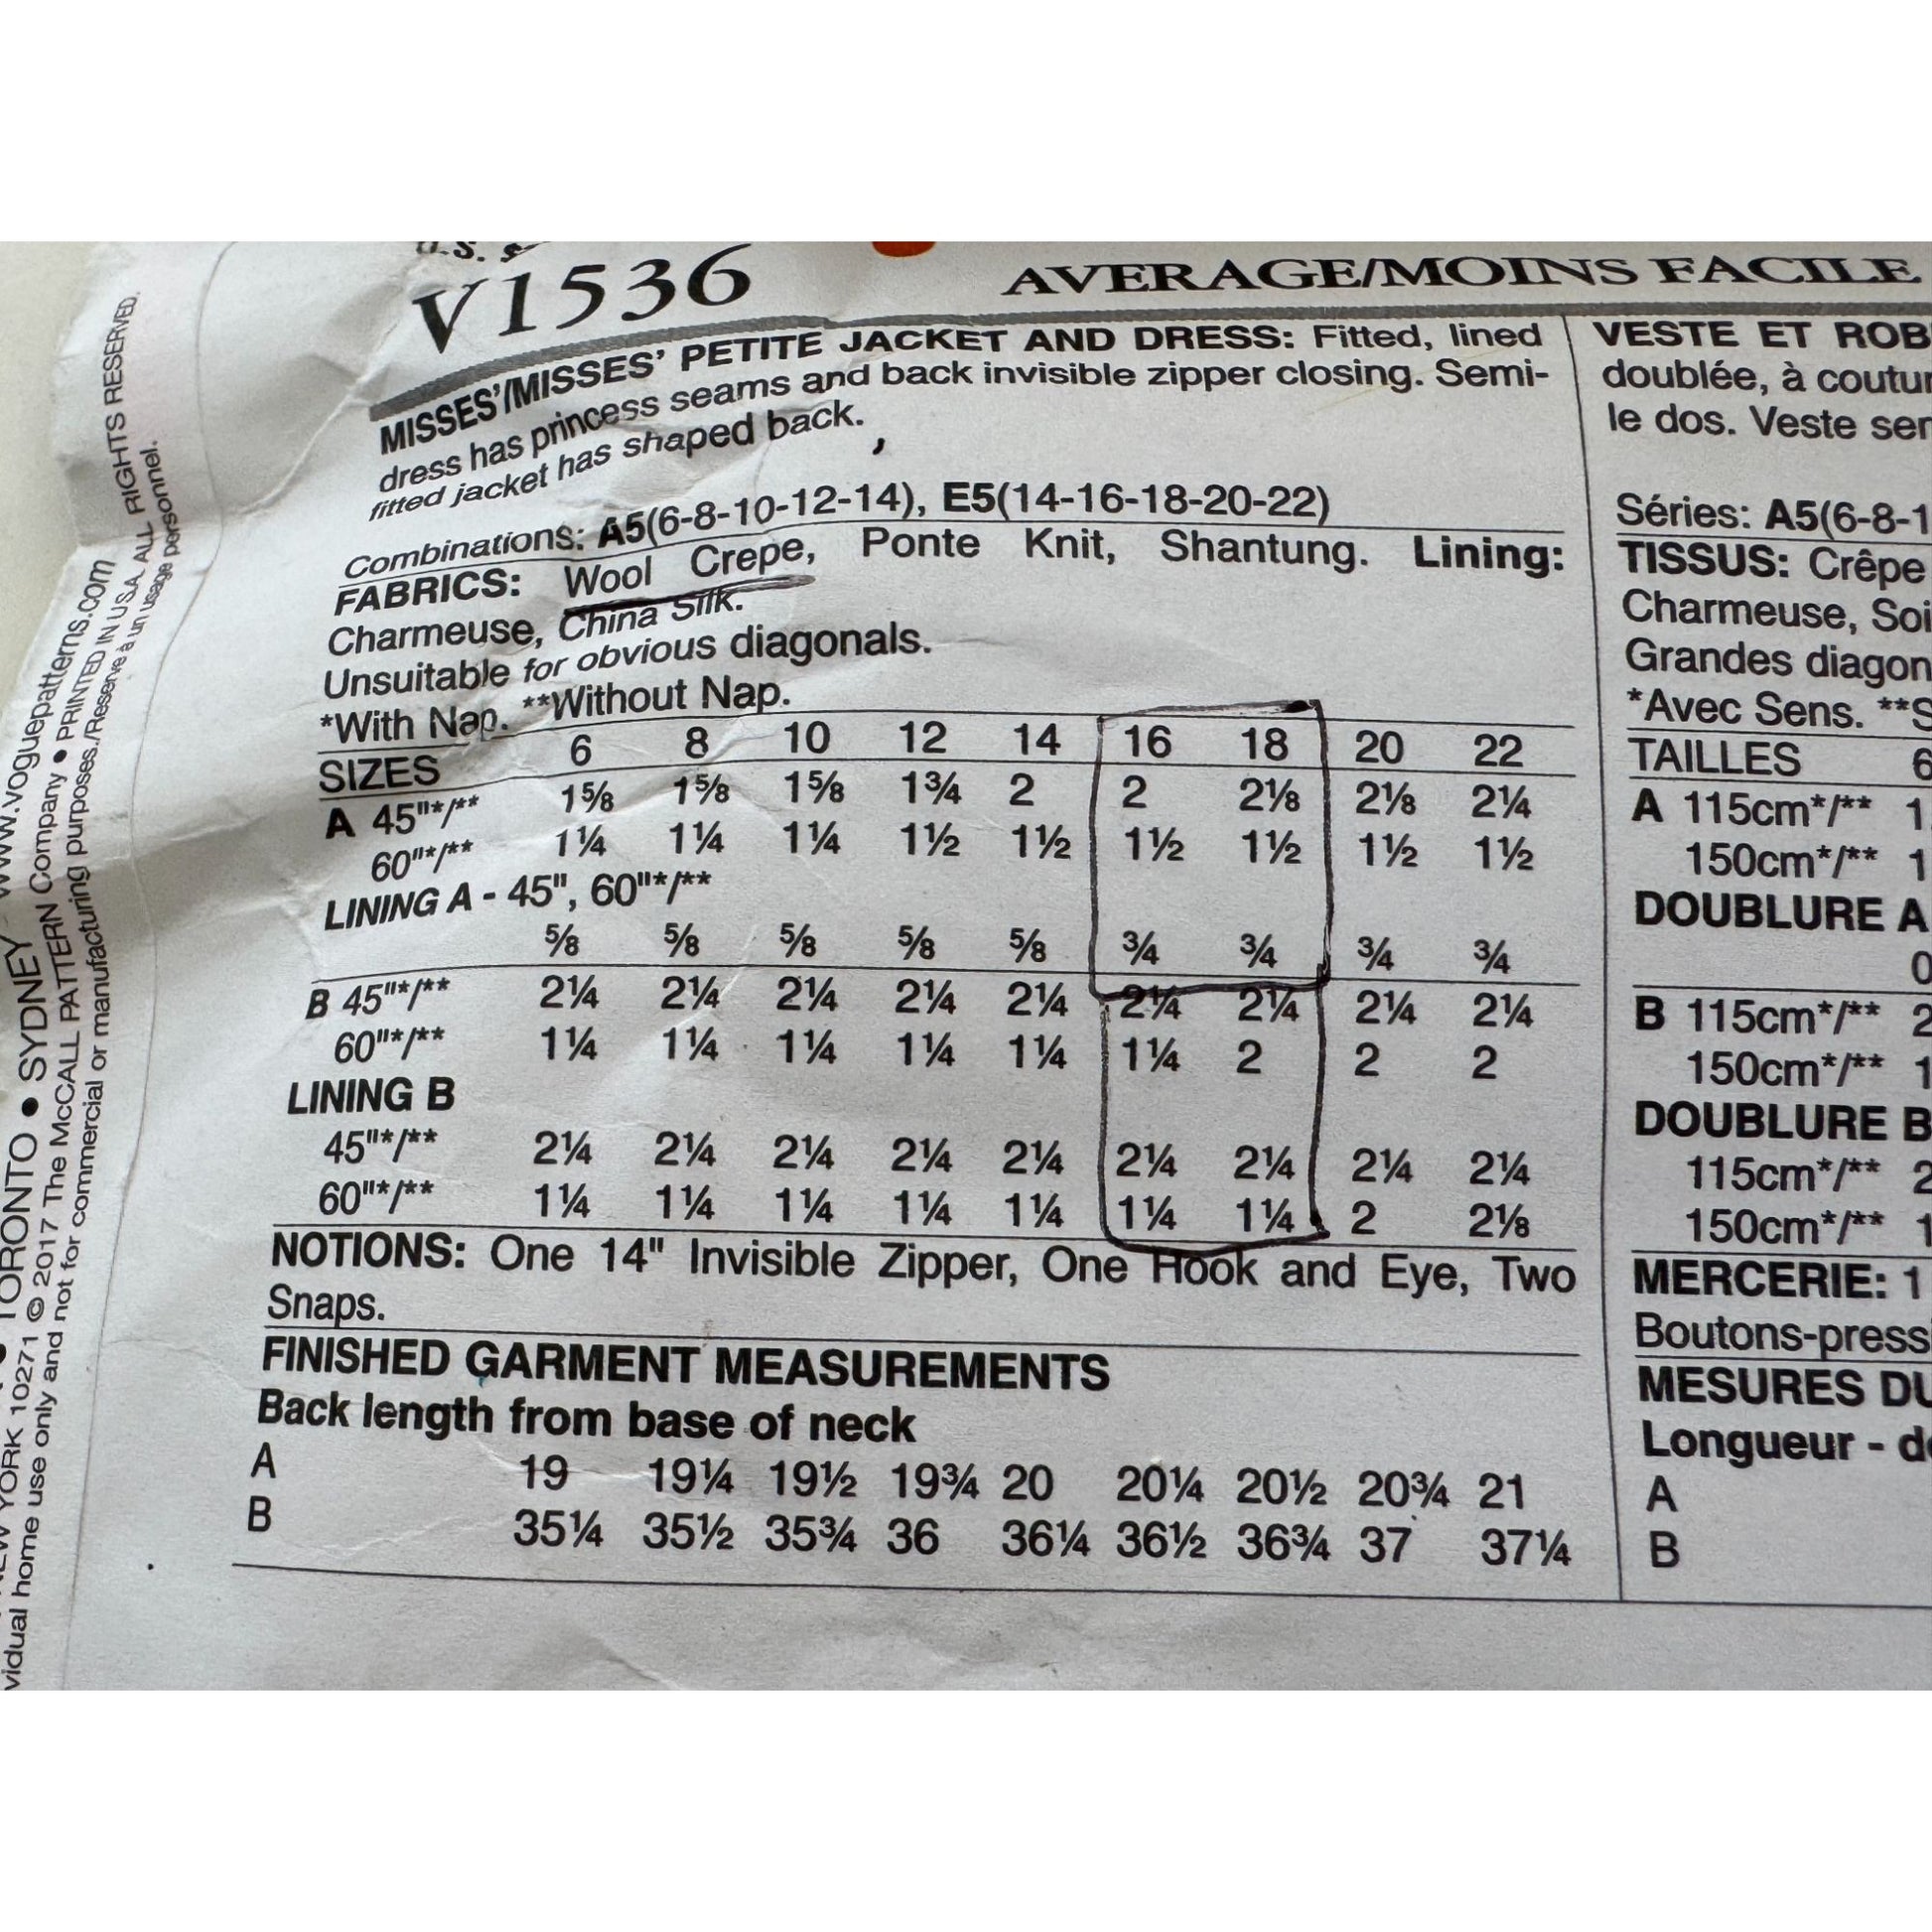 U.S. $
V1536
AVERAGE/MOINS FACILE
MISSES'/MISSES' PETITE JACKET AND DRESS: Fitted, lined
dress has princess seams and back invisible zipper closing. Semi-
fitted jacket has shaped back.
Combinations: A5(6-8-10-12-14), E5(14-16-18-20-22)
FABRICS: Wool Crepe, Ponte Knit, Shantung. Lining:
Charmeuse, China Silk.
Unsuitable for obvious diagonals.
*With Nap. **Without Nap.
SIZES 6 8 10 12 14 16 18 20 22
A 45"*/** 1⅝ 1⅝ 1⅝ 1¾ 2 2 2⅛ 2⅛ 2¼
60"*/** 1¼ 1¼ 1¼ 1½ 1½ 1½ 1½ 1½ 1½
LINING A - 45", 60"*/**
⅝ ⅝ ⅝ ⅝ ⅝ ¾ ¾ ¾ ¾
B 45"*/** 2¼ 2¼ 2¼ 2¼ 2¼ 2¼ 2¼ 2¼ 2¼
60"*/** 1¼ 1¼ 1¼ 1¼ 1¼ 1¼ 2 2 2
LINING B
45"*/** 2¼ 2¼ 2¼ 2¼ 2¼ 2¼ 2¼ 2¼ 2¼
60"*/** 1¼ 1¼ 1¼ 1¼ 1¼ 1¼ 1¼ 2 2⅛
NOTIONS: One 14" Invisible Zipper, One Hook and Eye, Two
Snaps.
FINISHED GARMENT MEASUREMENTS
Back length from base of neck
A 19 19¼ 19½ 19¾ 20 20¼ 20½ 20¾ 21
B 35¼ 35½ 35¾ 36 36¼ 36½ 36¾ 37 37¼
VESTE ET ROB
doublée, à coutur
le dos. Veste ser
Séries: A5(6-8-1
TISSUS: Crêpe
Charmeuse, Soi
Grandes diagon
*Avec Sens. **S
TAILLES 6
A 115cm*/** 1
150cm*/** 1
DOUBLURE A
0
B 115cm*/** 2
150cm*/** 1
DOUBLURE B
115cm*/** 2
150cm*/** 1
MERCERIE: 1
Boutons-press
MESURES DU
Longueur - de
A
B
TORONTO • SYDNEY www.voguepatterns.com
NEW YORK 10271 © 2017 The McCALL PATTERN Company • PRINTED IN U.S.A. ALL RIGHTS RESERVED.
vidual home use only and not for commercial or manufacturing purposes./Reservé à un usage personnel.